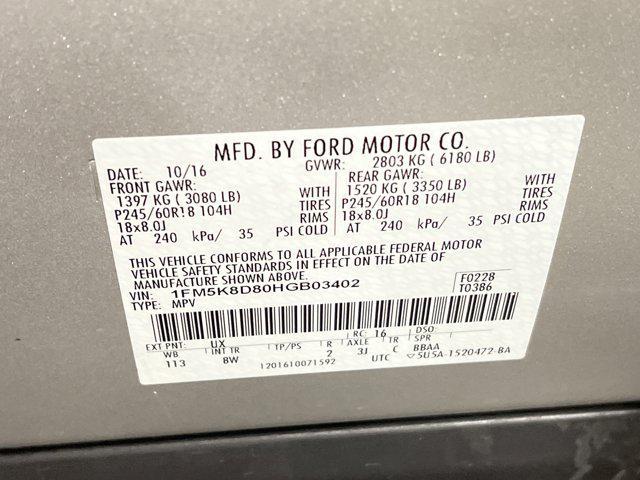 MFD. BY FORD MOTOR CO.
DATE: 10/16 GVWR: 2803 KG ( 6180 LB)
FRONT GAWR: REAR GAWR:
1397 KG ( 3080 LB) WITH 1520 KG ( 3350 LB) WITH
P245/60R18 104H TIRES P245/60R18 104H TIRES
18x8.0J RIMS 18x8.0J RIMS
AT 240 kPa/ 35 PSI COLD AT 240 kPa/ 35 PSI COLD
THIS VEHICLE CONFORMS TO ALL APPLICABLE FEDERAL MOTOR
VEHICLE SAFETY STANDARDS IN EFFECT ON THE DATE OF
MANUFACTURE SHOWN ABOVE.
VIN: 1FM5K8D80HGB03402 F0228
TYPE: MPV T0386
EXT PNT: UX RC: 16 DSO:
WB INT TR TP/PS R AXLE TR SPR
113 8W 2 3J C BBAA
1201610071592 UTC ▽5U5A-1520472-BA